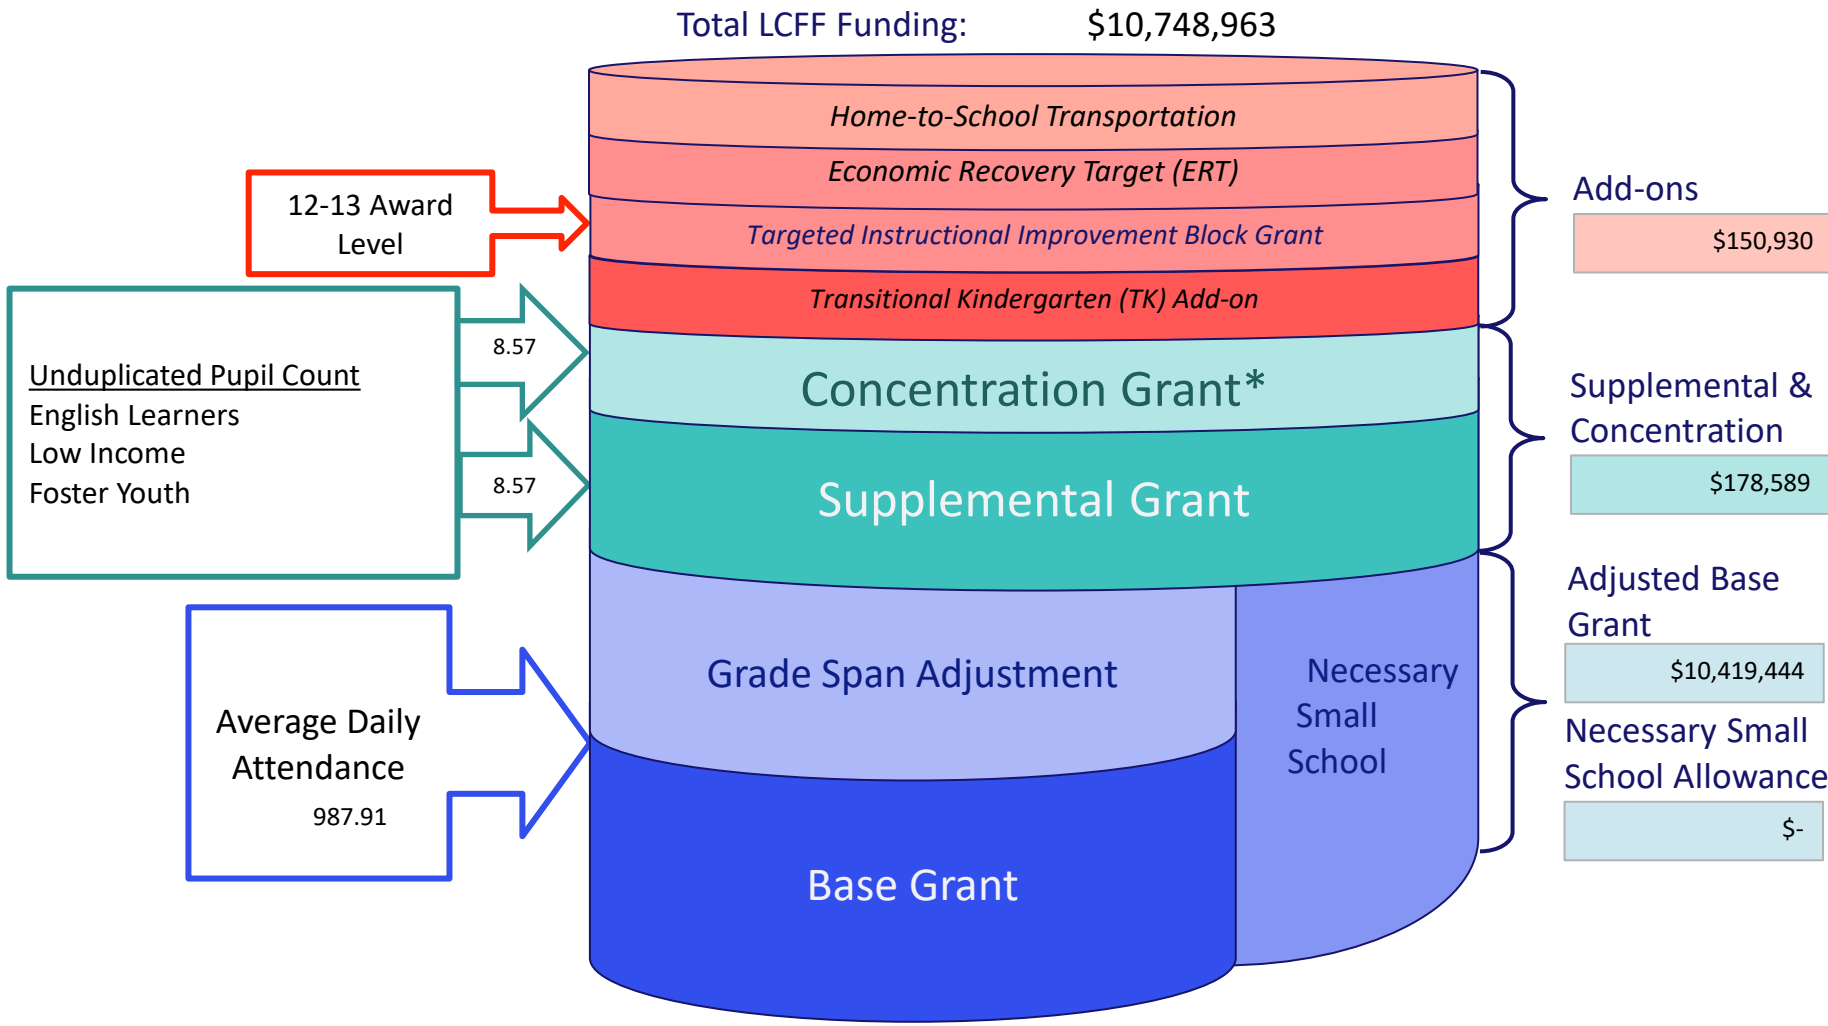 Total LCFF Funding: $10,748,963
Home-to-School Transportation
Economic Recovery Target (ERT)
Targeted Instructional Improvement Block Grant
Transitional Kindergarten (TK) Add-on
Concentration Grant*
Supplemental Grant
Grade Span Adjustment
Base Grant
Necessary
Small
School
12-13 Award
Level
Unduplicated Pupil Count
English Learners
Low Income
Foster Youth
8.57
8.57
Average Daily
Attendance
987.91
Add-ons
$150,930
Supplemental &
Concentration
$178,589
Adjusted Base
Grant
$10,419,444
Necessary Small
School Allowance
$-